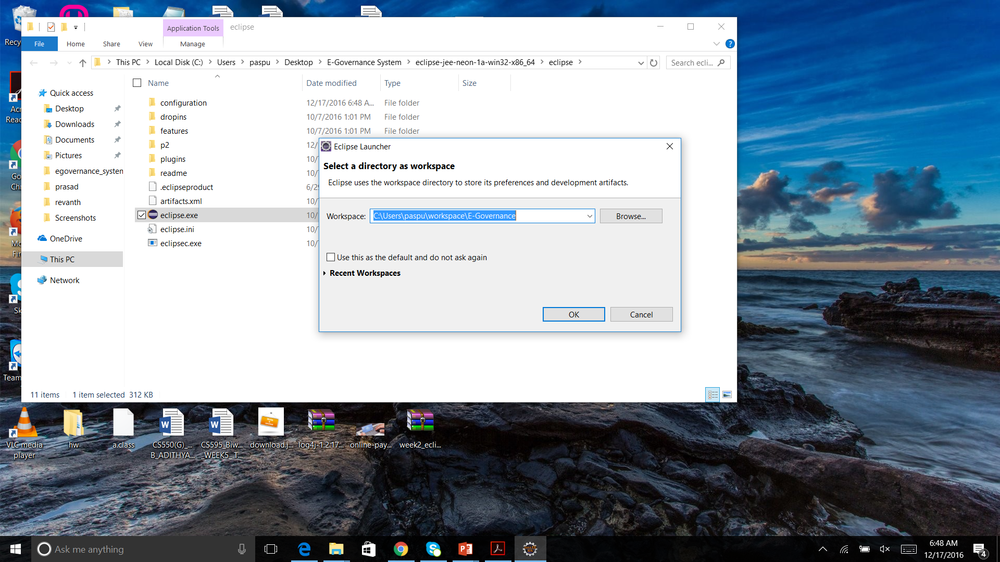 Application Tools
eclipse
File
Home
Share
View
Manage
This PC
Local Disk (C:)
Users
paspu
Desktop
E-Governance System
eclipse-jee-neon-1a-win32-x86_64
eclipse
Search ecli...
Name
Date modified
Type
Size
Quick access
Desktop
Downloads
Documents
Pictures
egovernance_system
prasad
revanth
Screenshots
OneDrive
This PC
Network
configuration 12/17/2016 6:48 A... File folder
dropins 10/7/2016 1:01 PM File folder
features 10/7/2016 1:01 PM File folder
p2 12/
plugins 10/
readme 10/
.eclipseproduct 6/2
artifacts.xml 10/
eclipse.exe 10/
eclipse.ini 10/
eclipsec.exe 10/
Eclipse Launcher
Select a directory as workspace
Eclipse uses the workspace directory to store its preferences and development artifacts.
Workspace: C:\Users\paspu\workspace\E-Governance Browse...
Use this as the default and do not ask again
Recent Workspaces
OK Cancel
11 items 1 item selected 312 KB
Recy
Acr
Read
Go
Chr
Mo
Fir
Sk
Team
VLC media
player
hw
a.class
CS550(G)_...
B_ADITHYA...
CS595_Biw...
_WEEK5_ T...
download.j...
log4j-1.2.17...
online-pay...
week2_ecli...
Ask me anything
6:48 AM
12/17/2016
4